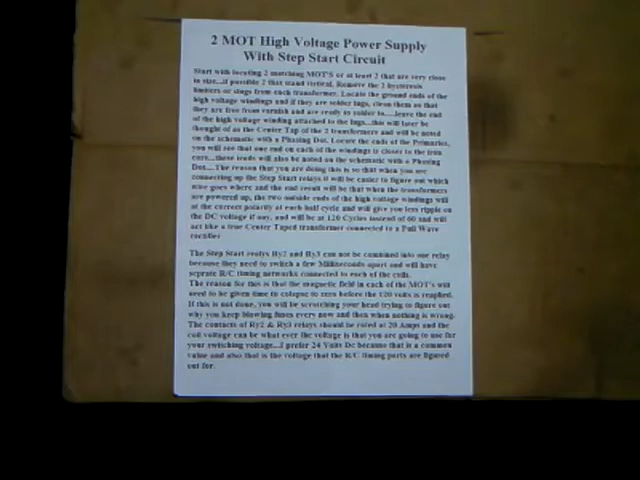 2 MOT High Voltage Power Supply
With Step Start Circuit
Start with locating 2 matching MOT'S or at least 2 that are very close
in size...if possible 2 that stand vertical, Remove the 2 hysteresis
shunters or slugs from each transformer. Locate the ground ends of the
high voltage windings and if they are solder lugs, clean them so that
they are free from varnish and are ready to solder to.....leave the end
of the high voltage winding attached to the lugs...this will later be
thought of as the Center Tap of the 2 transformers and will be noted
on the schematic with a Phasing Dot. Locate the ends of the Primaries,
you will see that one end on each of the windings is closer to the iron
core...these leads will also be noted on the schematic with a Phasing
Dot....The reason that you are doing this is so that when you are
connecting up the Step Start relays it will be easier to figure out which
wire goes where and the end result will be that when the transformers
are powered up, the two outside ends of the high voltage windings will
at the correct polarity at each half cycle and will give you less ripple on
the DC voltage if any, and will be at 120 Cycles instead of 60 and will
act like a true Center Taped transformer connected to a Full Wave
rectifier
The Step Start realys Ry2 and Ry3 can not be combined into one relay
because they need to switch a few Milliseconds apart and will have
seprate R/C timing networks connected to each of the coils.
The reason for this is that the magnetic field in each of the MOT's will
need to be given time to colapse to zero before the 120 volts is reaplied.
If this is not done, you will be scratching your head trying to figure out
why you keep blowing fuses every now and then when nothing is wrong.
The contacts of Ry2 & Ry3 relays should be rated at 20 Amps and the
coil voltage can be what ever the voltage is that you are going to use for
your switching voltage...I prefer 24 Volts Dc because that is a common
value and also that is the voltage that the R/C timing parts are figured
out for.